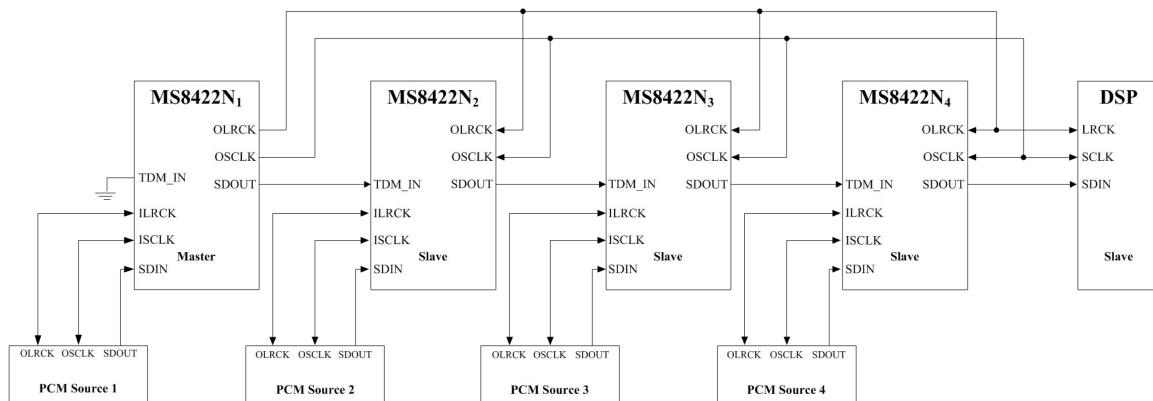 MS8422N₁
OLRCK
OSCLK
TDM_IN
SDOUT
ILRCK
ISCLK
Master
SDIN
MS8422N₂
OLRCK
OSCLK
TDM_IN
SDOUT
ILRCK
ISCLK
Slave
SDIN
MS8422N₃
OLRCK
OSCLK
TDM_IN
SDOUT
ILRCK
ISCLK
Slave
SDIN
MS8422N₄
OLRCK
OSCLK
TDM_IN
SDOUT
ILRCK
ISCLK
Slave
SDIN
DSP
LRCK
SCLK
SDIN
Slave
OLRCK OSCLK SDOUT
PCM Source 1
OLRCK OSCLK SDOUT
PCM Source 2
OLRCK OSCLK SDOUT
PCM Source 3
OLRCK OSCLK SDOUT
PCM Source 4